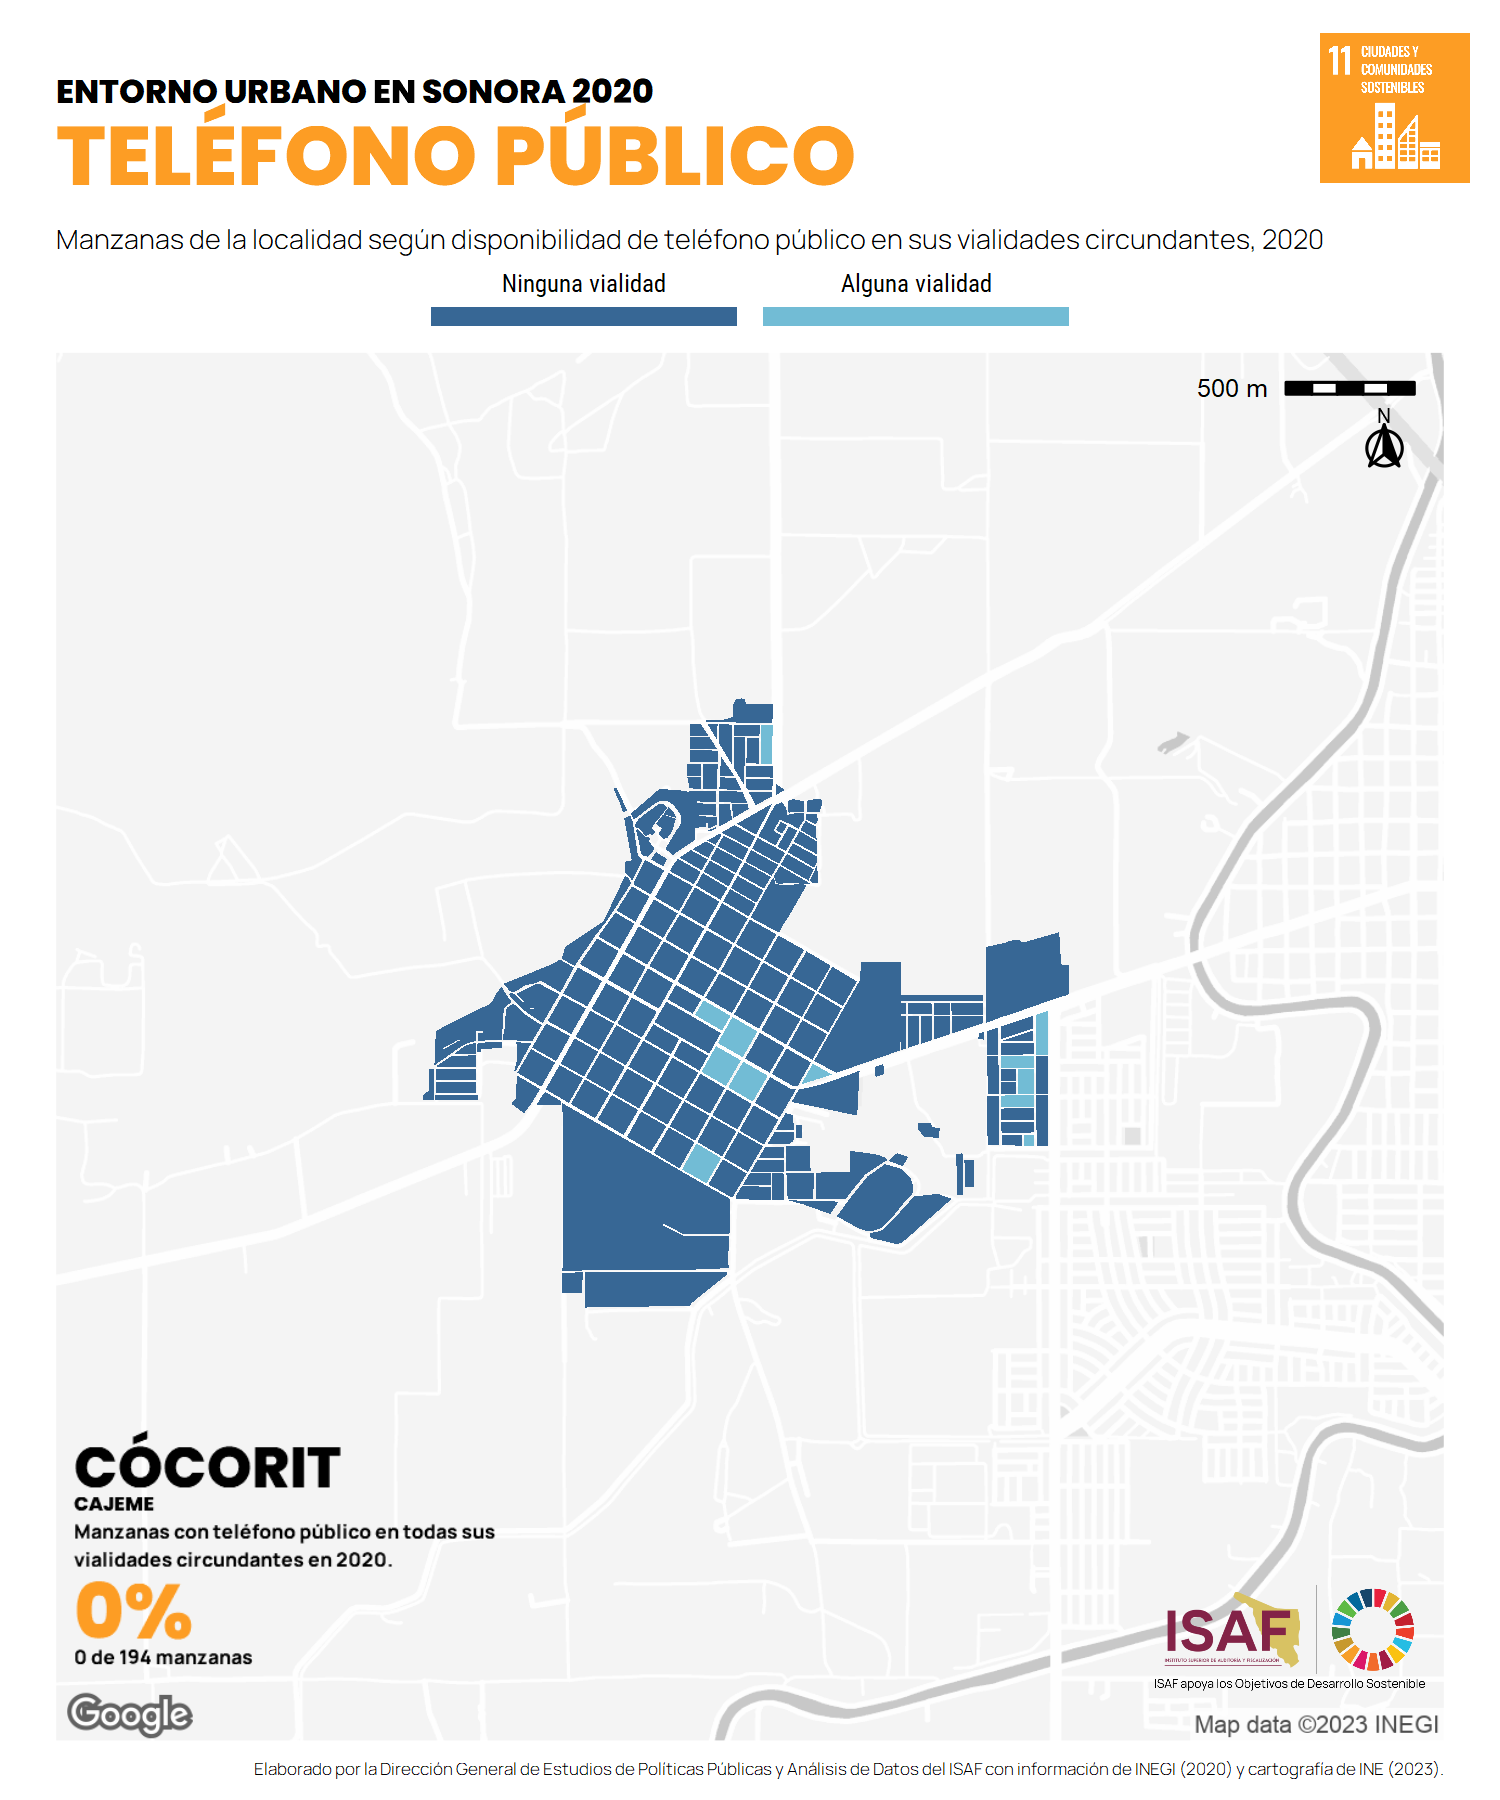 ENTORNO URBANO EN SONORA 2020
TELÉFONO PÚBLICO
11 CIUDADES Y
COMUNIDADES
SOSTENIBLES
Manzanas de la localidad según disponibilidad de teléfono público en sus vialidades circundantes, 2020
Ninguna vialidad
Alguna vialidad
500 m
N
CÓCORIT
CAJEME
Manzanas con teléfono público en todas sus
vialidades circundantes en 2020.
0%
0 de 194 manzanas
Google
ISAF
INSTITUTO SUPERIOR DE AUDITORÍA Y FISCALIZACIÓN
ISAF apoya los Objetivos de Desarrollo Sostenible
Map data ©2023 INEGI
Elaborado por la Dirección General de Estudios de Políticas Públicas y Análisis de Datos del ISAF con información de INEGI (2020) y cartografía de INE (2023).